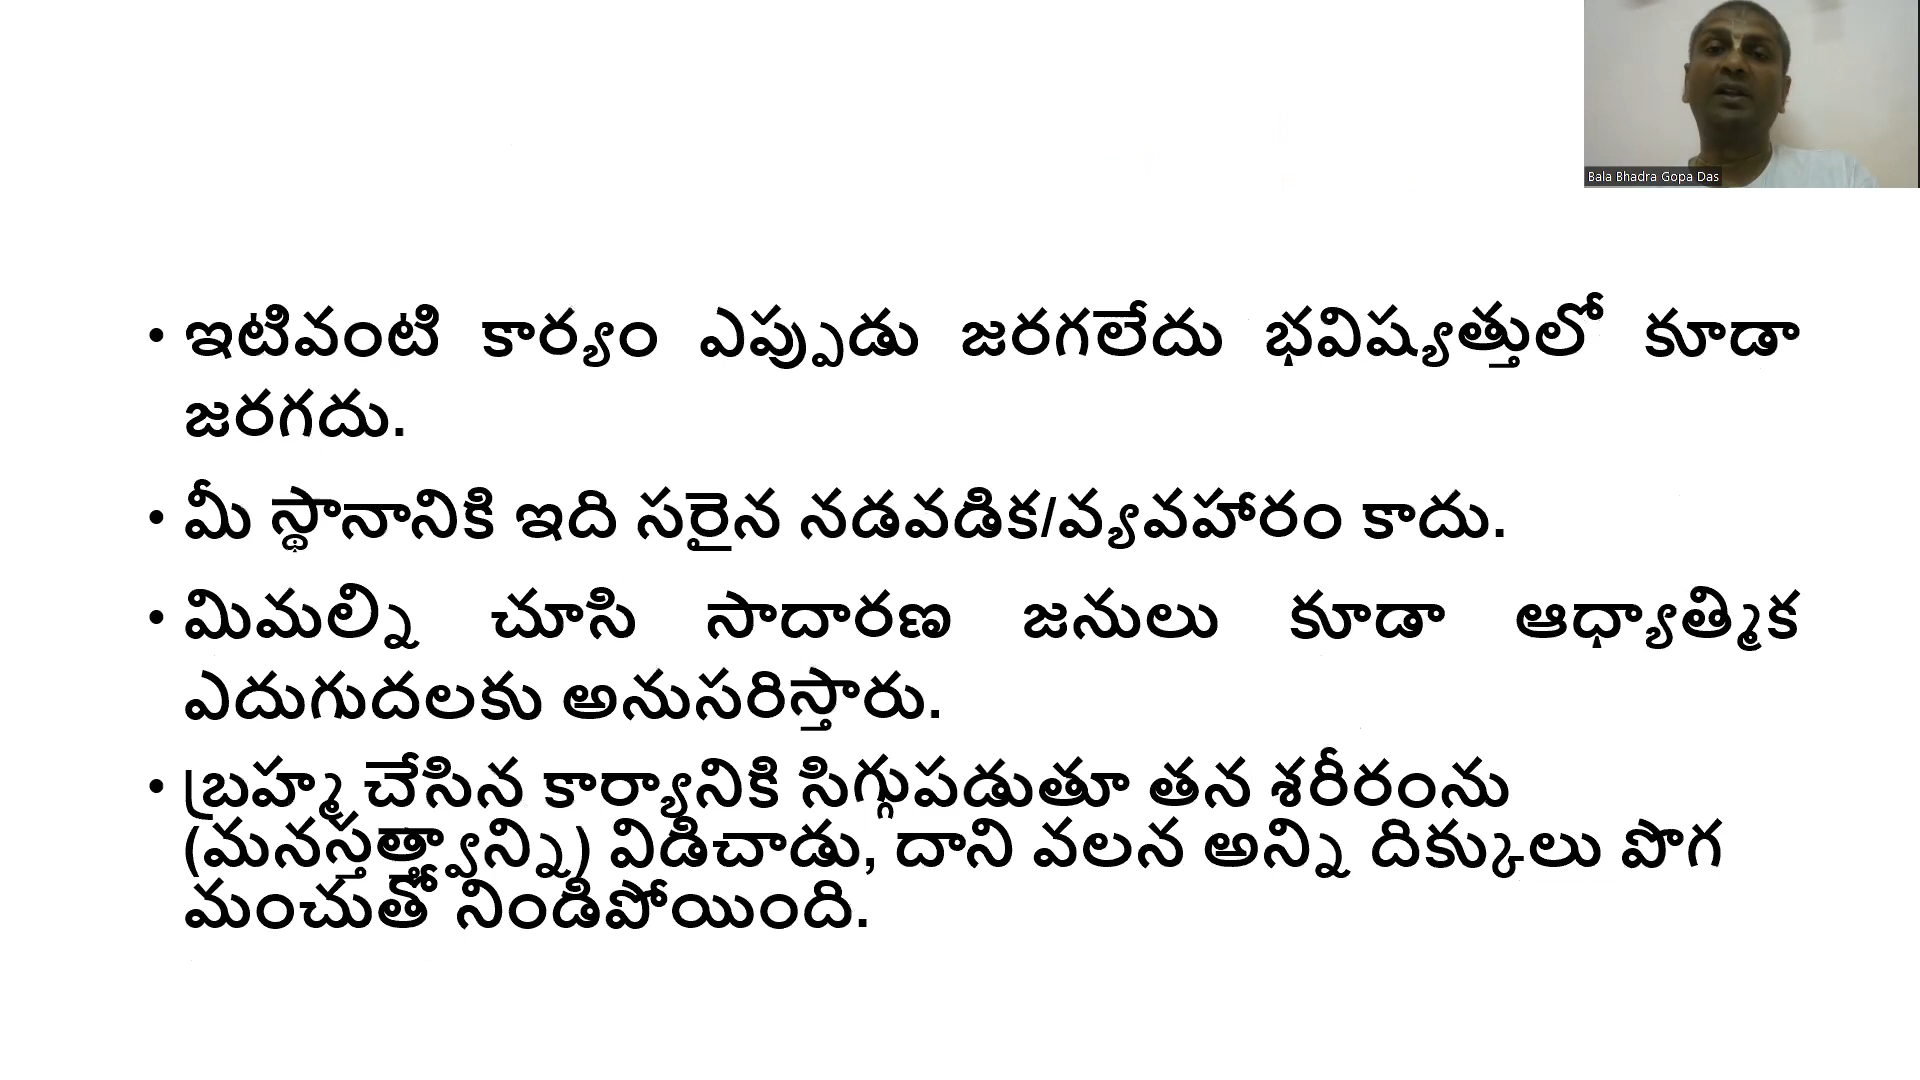 Bala Bhadra Gopa Das
• ఇటివంటి కార్యం ఎప్పుడు జరగలేదు భవిష్యత్తులో కూడా
జరగదు.
• మీ స్థానానికి ఇది సరైన నడవడిక/వ్యవహారం కాదు.
• మిమల్ని చూసి సాదారణ జనులు కూడా ఆధ్యాత్మిక
ఎదుగుదలకు అనుసరిస్తారు.
• బ్రహ్మ చేసిన కార్యానికి సిగ్గుపడుతూ తన శరీరంను
(మనస్తత్త్వాన్ని) విడిచాడు, దాని వలన అన్ని దిక్కులు పొగ
మంచుతో నిండిపోయింది.